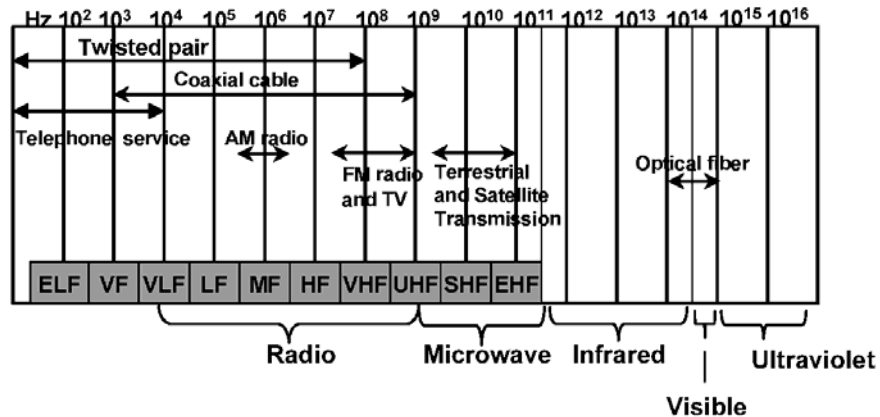 Hz 10² 10³ 10⁴ 10⁵ 10⁶ 10⁷ 10⁸ 10⁹ 10¹⁰ 10¹¹ 10¹² 10¹³ 10¹⁴ 10¹⁵ 10¹⁶
Twisted pair
Coaxial cable
Telephone service
AM radio
FM radio
and TV
Terrestrial
and Satellite
Transmission
Optical fiber
ELF VF VLF LF MF HF VHF UHF SHF EHF
Radio
Microwave
Infrared
Visible
Ultraviolet